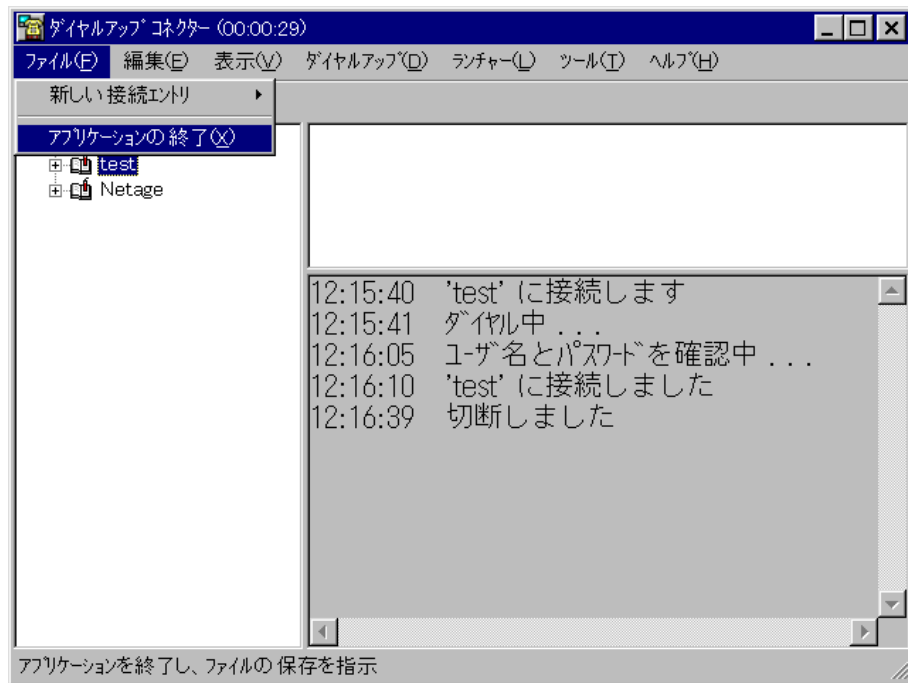 ダイヤルアップ コネクター (00:00:29)
ファイル(F) 編集(E) 表示(V) ダイヤルアップ(D) ランチャー(L) ツール(T) ヘルプ(H)
新しい接続エントリ
アプリケーションの終了(X)
test
Netage
12:15:40 'test' に接続します
12:15:41 ダイヤル中 . . .
12:16:05 ユーザ名とパスワードを確認中 . . .
12:16:10 'test' に接続しました
12:16:39 切断しました
アプリケーションを終了し、ファイルの保存を指示